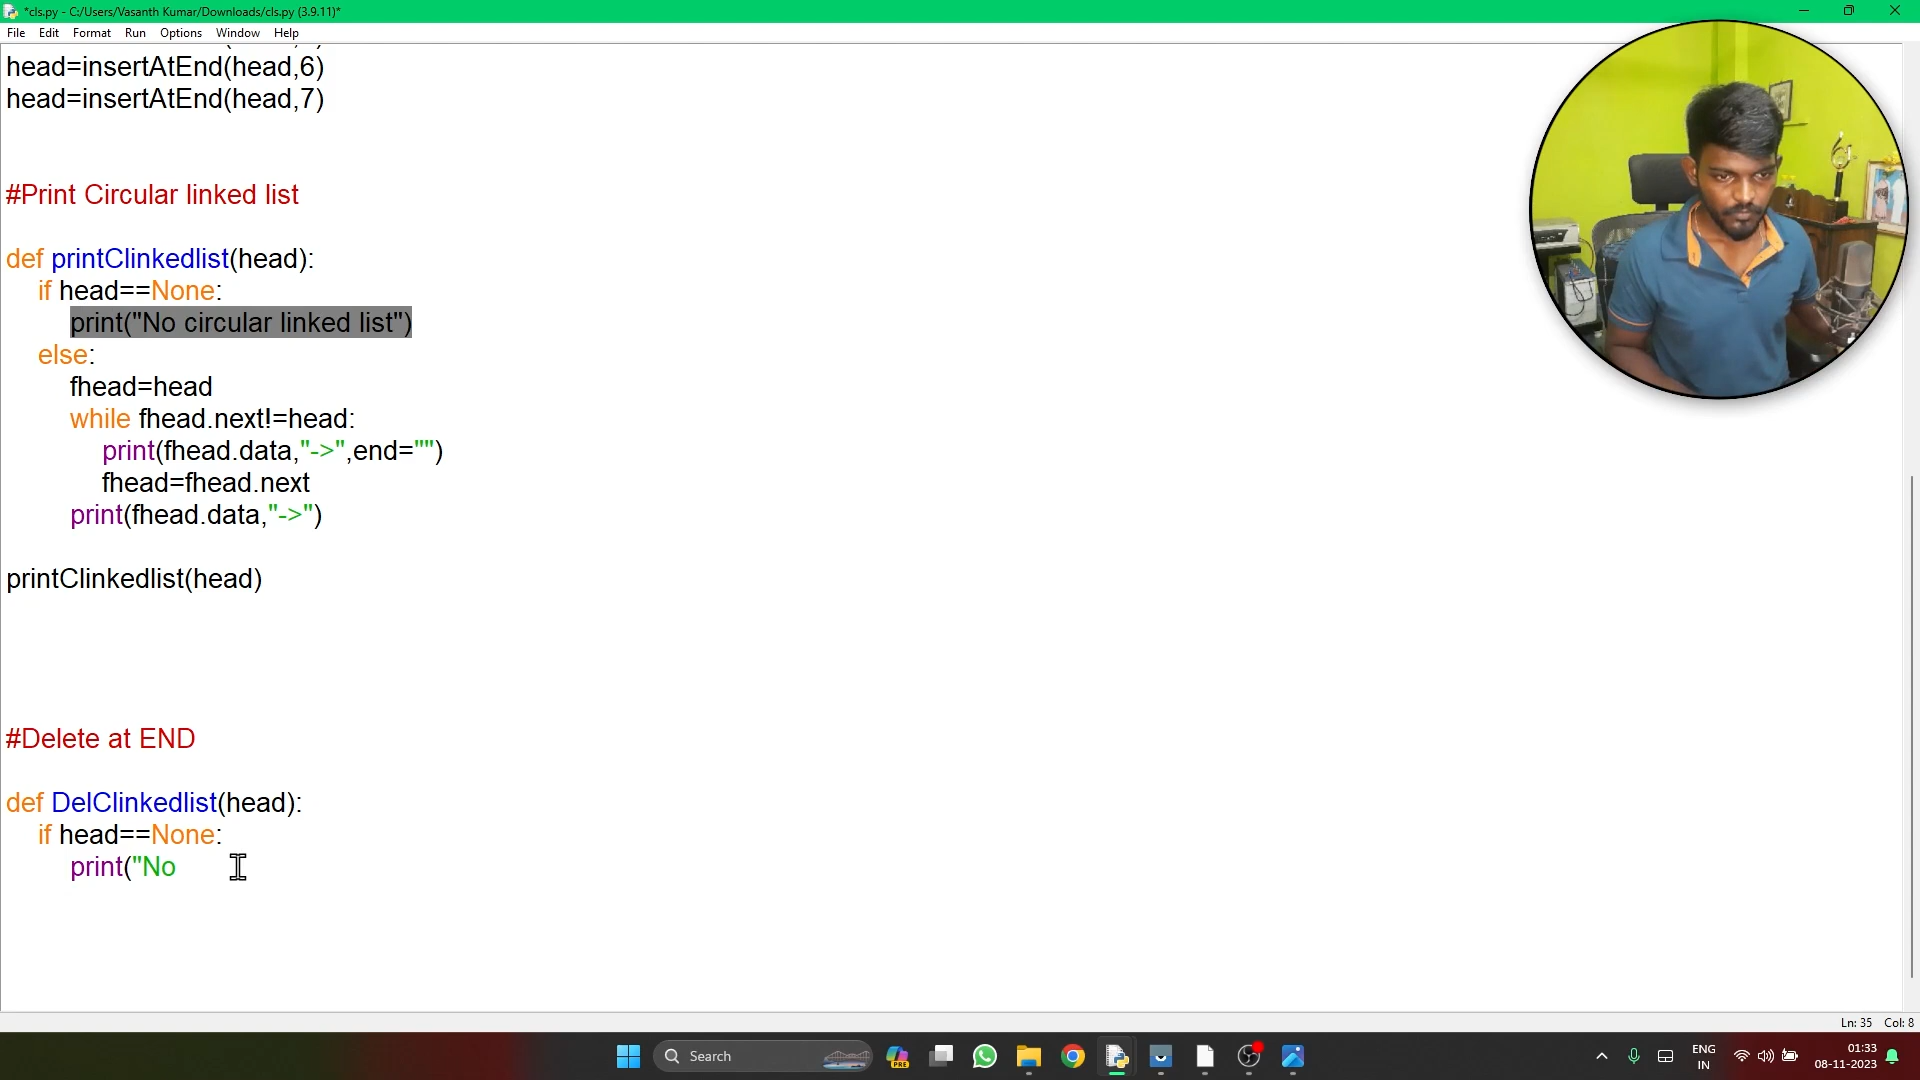 *cls.py - C:/Users/Vasanth Kumar/Downloads/cls.py (3.9.11)*
File Edit Format Run Options Window Help
head=insertAtEnd(head,6)
head=insertAtEnd(head,7)
#Print Circular linked list
def printClinkedlist(head):
if head==None:
print("No circular linked list")
else:
fhead=head
while fhead.next!=head:
print(fhead.data,"->",end="")
fhead=fhead.next
print(fhead.data,"->")
printClinkedlist(head)
#Delete at END
def DelClinkedlist(head):
if head==None:
print("No
Ln: 35 Col: 8
Search
PRE
ENG
IN
01:33
08-11-2023